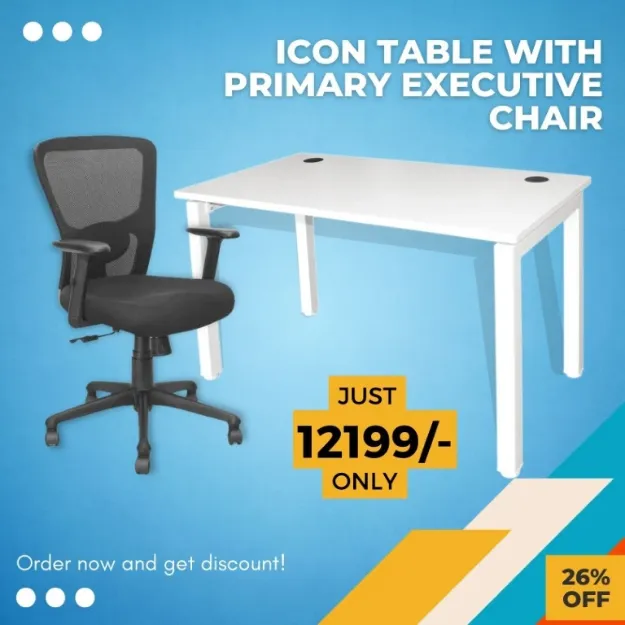 ICON TABLE WITH
PRIMARY EXECUTIVE
CHAIR
JUST
12199/-
ONLY
Order now and get discount!
26%
OFF